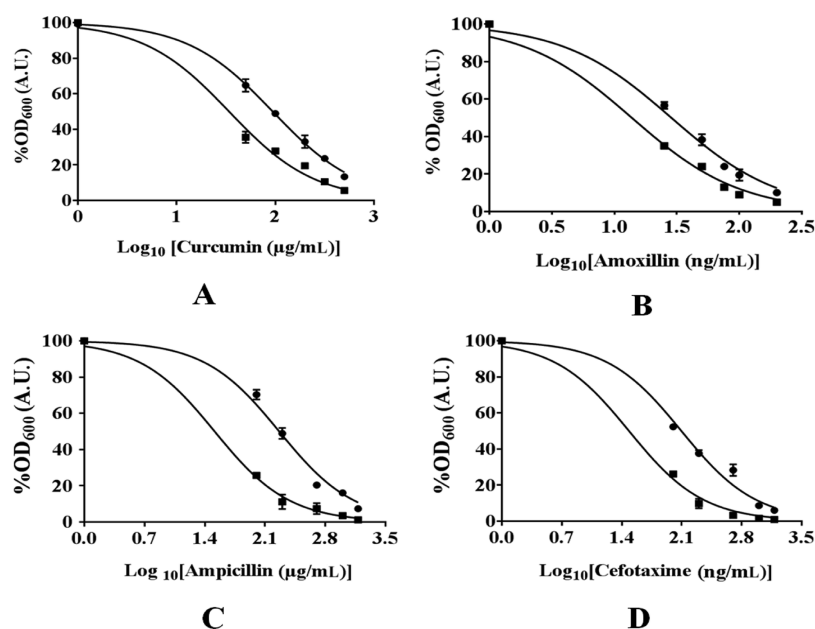 %OD600 (A.U.)
100
80
60
40
20
0
0 1 2 3
Log10 [Curcumin (µg/mL)]
A
% OD600 (A.U.)
100
80
60
40
20
0
0.0 0.5 1.0 1.5 2.0 2.5
Log10[Amoxillin (ng/mL)]
B
%OD600 (A.U.)
100
80
60
40
20
0
0.0 0.7 1.4 2.1 2.8 3.5
Log 10[Ampicillin (µg/mL)]
C
%OD600 (A.U.)
100
80
60
40
20
0
0.0 0.7 1.4 2.1 2.8 3.5
Log10[Cefotaxime (ng/mL)]
D